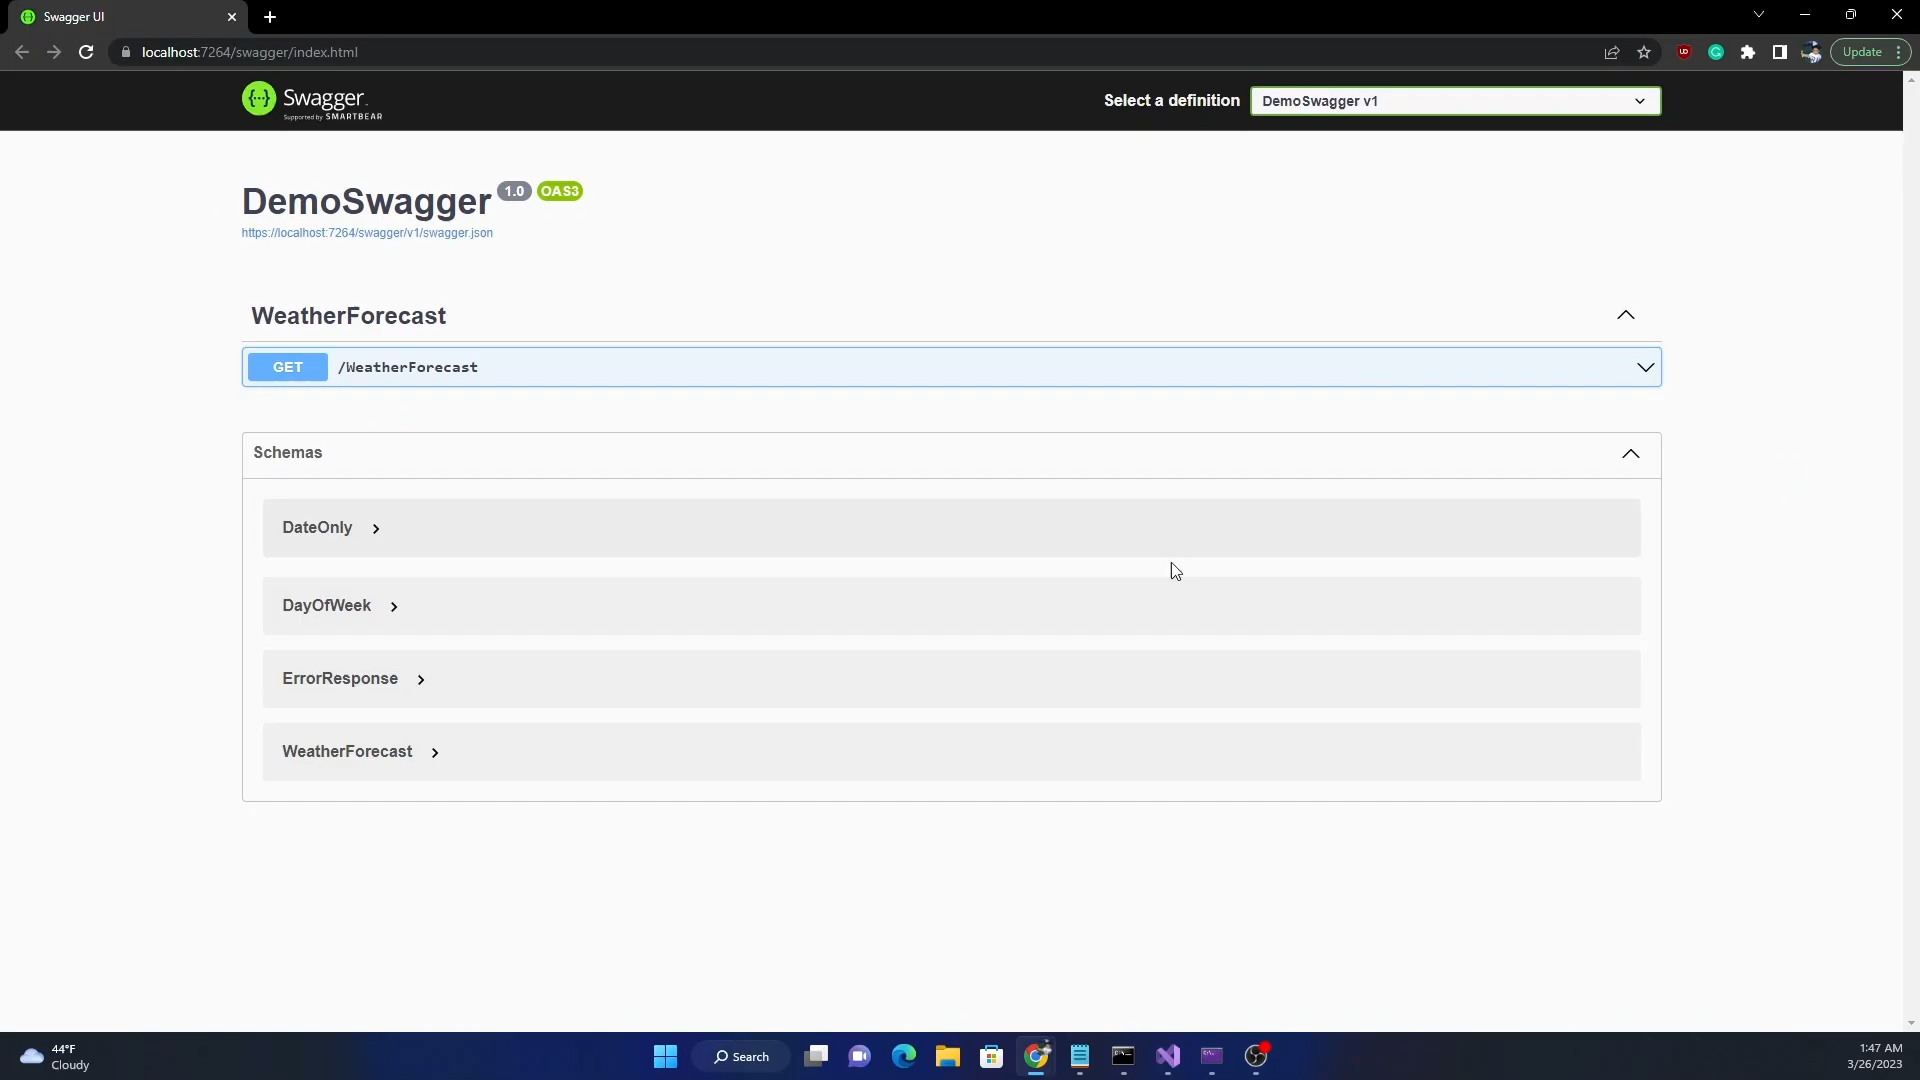 Swagger UI
localhost:7264/swagger/index.html
Update
Swagger
Supported by SMARTBEAR
Select a definition
DemoSwagger v1
DemoSwagger 1.0 OAS3
https://localhost:7264/swagger/v1/swagger.json
WeatherForecast
GET /WeatherForecast
Schemas
DateOnly
DayOfWeek
ErrorResponse
WeatherForecast
44°F
Cloudy
Search
1:47 AM
3/26/2023